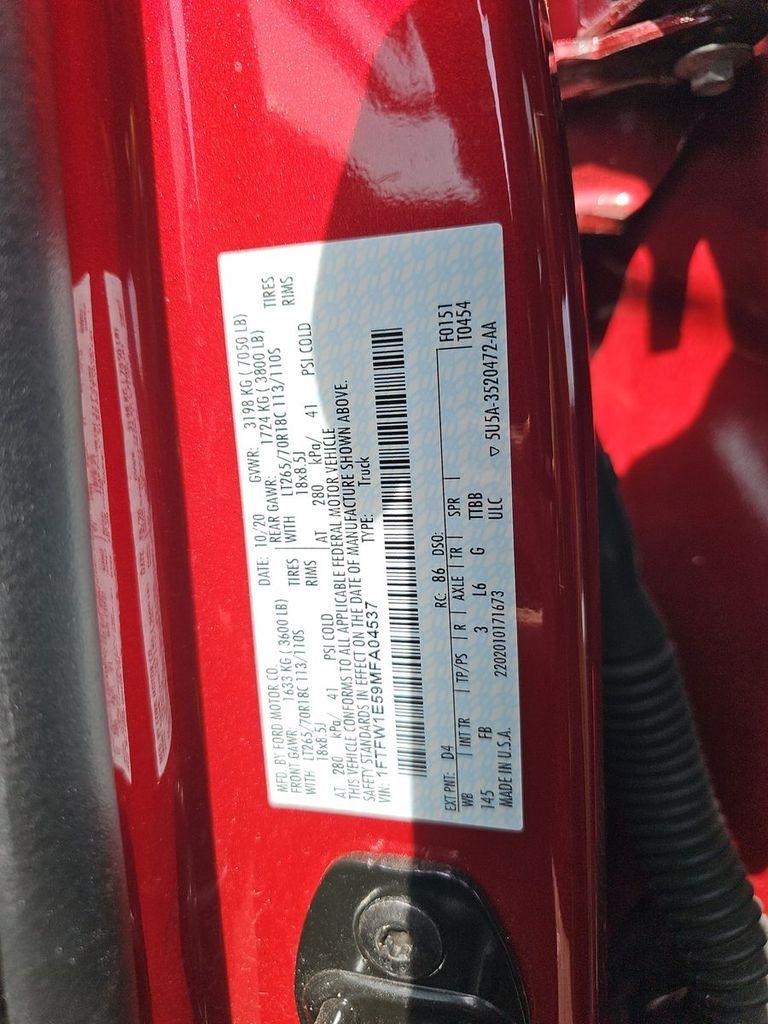 MFD. BY FORD MOTOR CO.
DATE: 10/20 GVWR: 3198 KG ( 7050 LB)
FRONT GAWR: 1633 KG ( 3600 LB) REAR GAWR: 1724 KG ( 3800 LB)
WITH LT265/70R18C 113/110S TIRES WITH LT265/70R18C 113/110S TIRES
18x8.5J RIMS 18x8.5J RIMS
AT 280 kPa/ 41 PSI COLD AT 280 kPa/ 41 PSI COLD
THIS VEHICLE CONFORMS TO ALL APPLICABLE FEDERAL MOTOR VEHICLE
SAFETY STANDARDS IN EFFECT ON THE DATE OF MANUFACTURE SHOWN ABOVE.
VIN: 1FTFW1E59MFA04537 TYPE: Truck
EXT PNT: D4 RC: 86 DSO: F0151
WB INT TR TP/PS R AXLE TR SPR T0454
145 FB 3 L6 G TTBB
MADE IN U.S.A. 2202010171673 ULC ▽ 5U5A-3520472-AA